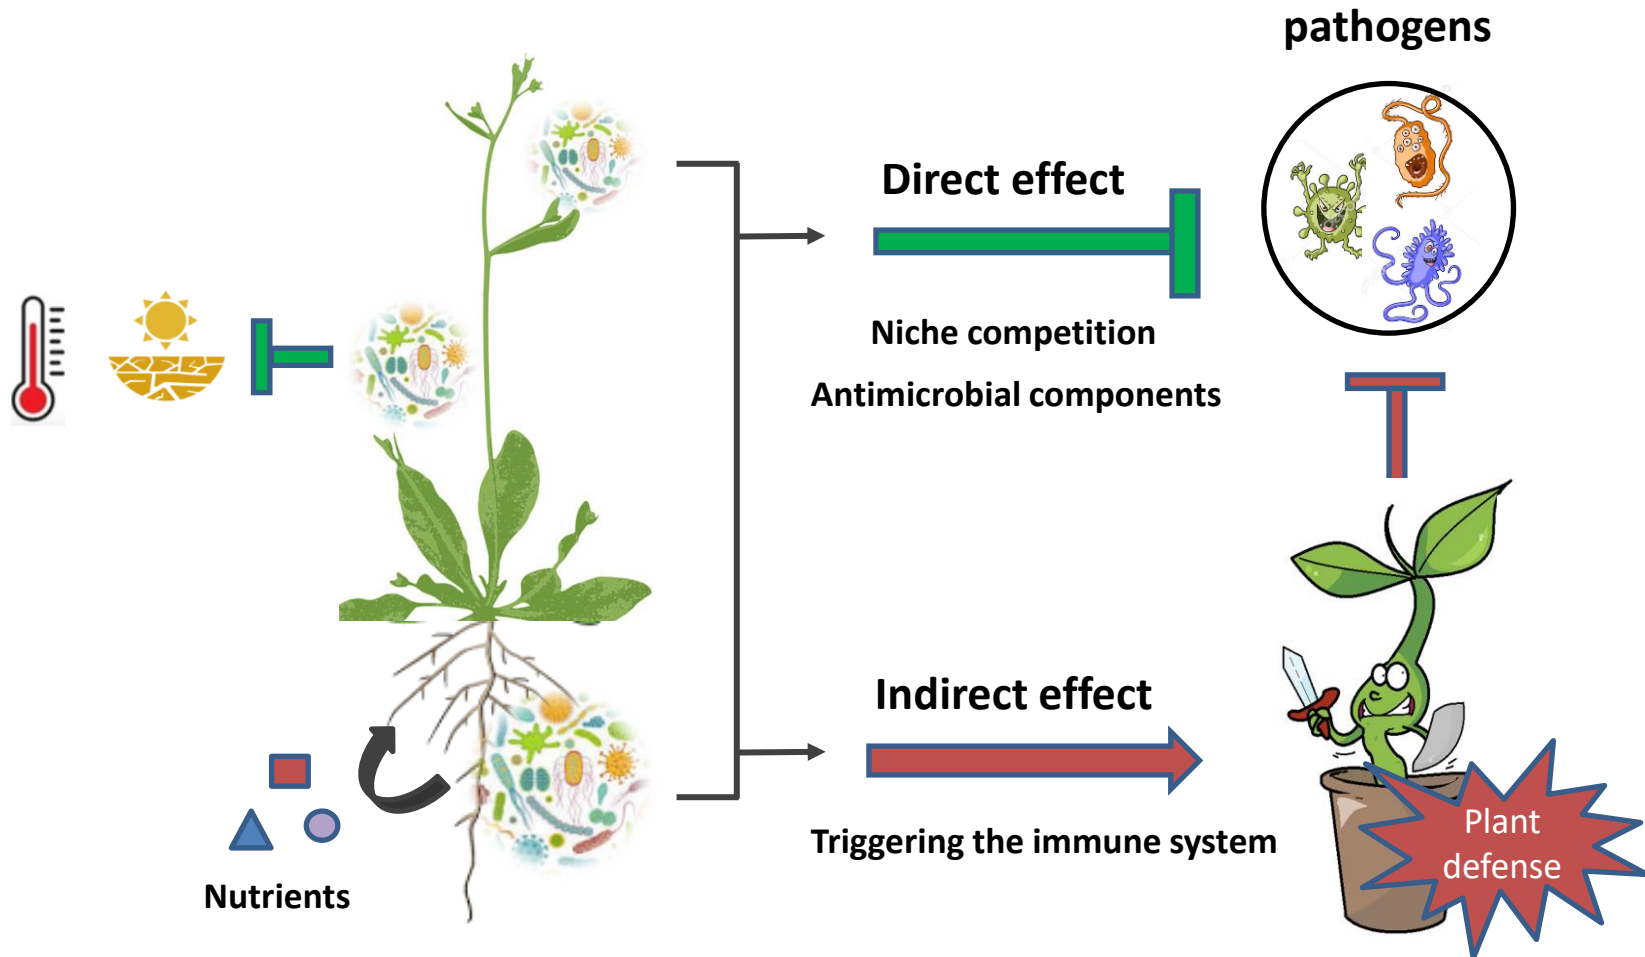 pathogens
Direct effect
Niche competition
Antimicrobial components
Indirect effect
Triggering the immune system
Plant
defense
Nutrients